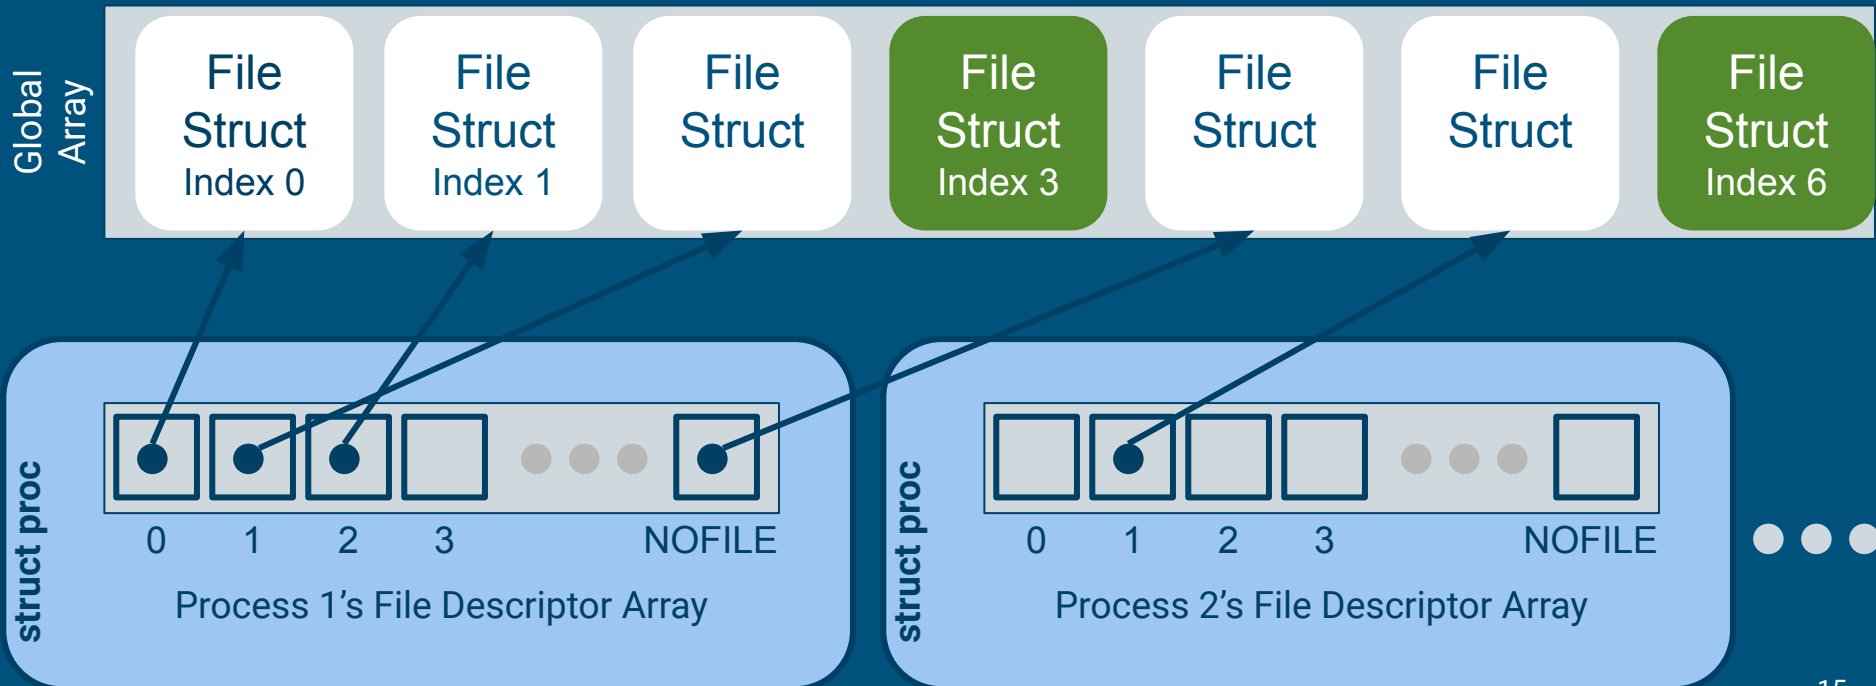 Global
Array
File
Struct
Index 0
File
Struct
Index 1
File
Struct
File
Struct
Index 3
File
Struct
File
Struct
File
Struct
Index 6
struct proc
0 1 2 3 NOFILE
Process 1's File Descriptor Array
struct proc
0 1 2 3 NOFILE
Process 2's File Descriptor Array
15